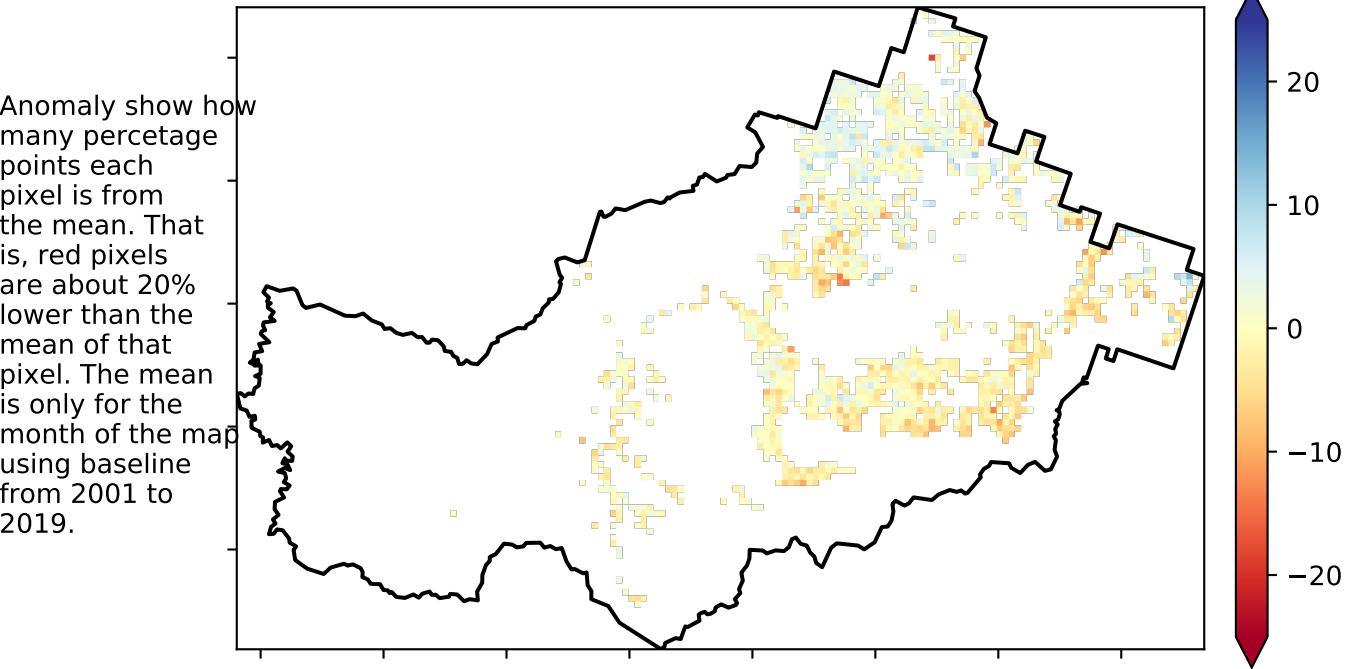 Anomaly show how
many percetage
points each
pixel is from
the mean. That
is, red pixels
are about 20%
lower than the
mean of that
pixel. The mean
is only for the
month of the map
using baseline
from 2001 to
2019.
20
10
0
−10
−20